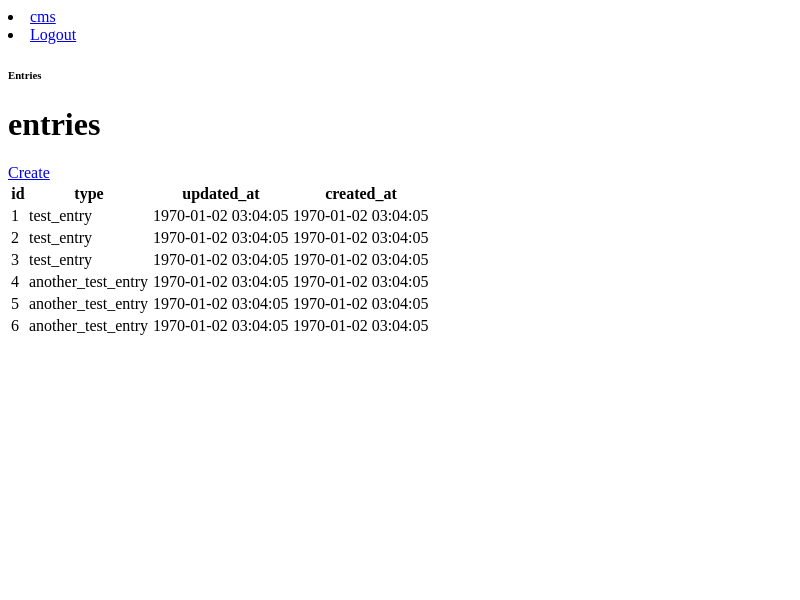 cms
Logout
Entries
entries
Create
id type updated_at created_at
1 test_entry 1970-01-02 03:04:05 1970-01-02 03:04:05
2 test_entry 1970-01-02 03:04:05 1970-01-02 03:04:05
3 test_entry 1970-01-02 03:04:05 1970-01-02 03:04:05
4 another_test_entry 1970-01-02 03:04:05 1970-01-02 03:04:05
5 another_test_entry 1970-01-02 03:04:05 1970-01-02 03:04:05
6 another_test_entry 1970-01-02 03:04:05 1970-01-02 03:04:05